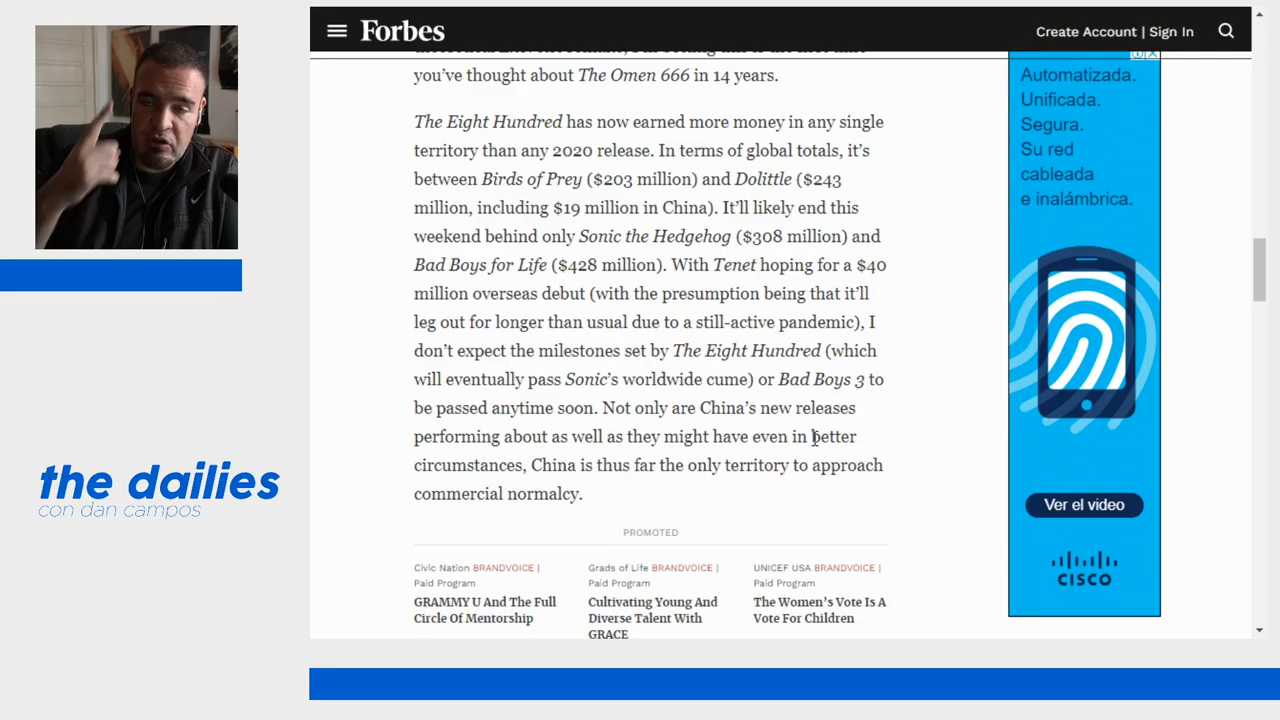 Forbes
Create Account | Sign In
you've thought about The Omen 666 in 14 years.
The Eight Hundred has now earned more money in any single
territory than any 2020 release. In terms of global totals, it's
between Birds of Prey ($203 million) and Dolittle ($243
million, including $19 million in China). It'll likely end this
weekend behind only Sonic the Hedgehog ($308 million) and
Bad Boys for Life ($428 million). With Tenet hoping for a $40
million overseas debut (with the presumption being that it'll
leg out for longer than usual due to a still-active pandemic), I
don't expect the milestones set by The Eight Hundred (which
will eventually pass Sonic's worldwide cume) or Bad Boys 3 to
be passed anytime soon. Not only are China's new releases
performing about as well as they might have even in better
circumstances, China is thus far the only territory to approach
commercial normalcy.
PROMOTED
Civic Nation BRANDVOICE |
Paid Program
GRAMMY U And The Full
Circle Of Mentorship
Grads of Life BRANDVOICE |
Paid Program
Cultivating Young And
Diverse Talent With
GRACE
UNICEF USA BRANDVOICE |
Paid Program
The Women's Vote Is A
Vote For Children
Automatizada.
Unificada.
Segura.
Su red
cableada
e inalámbrica.
Ver el video
CISCO
the dailies
con dan campos